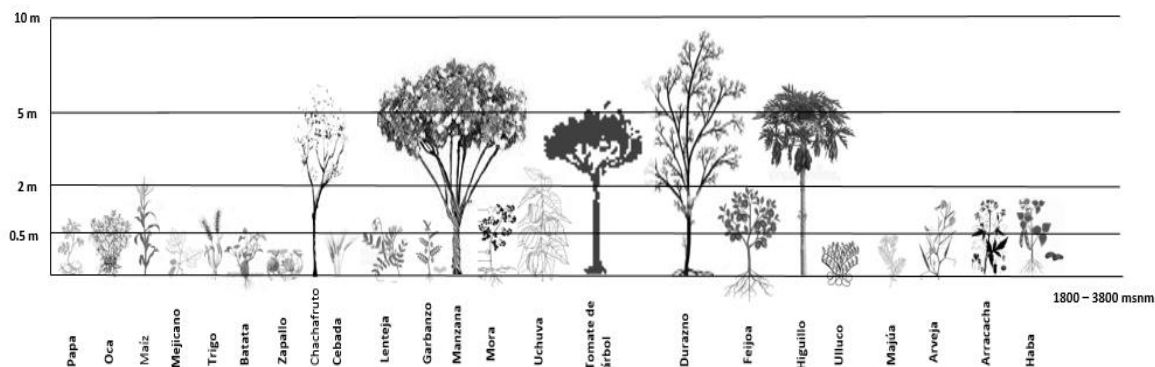 10 m
5 m
2 m
0.5 m
1800 – 3800 msnm
Papa
Oca
Maiz
Mejicano
Trigo
Batata
Zapallo
Chachafruto
Cebada
Lenteja
Garbanzo
Manzana
Mora
Uchuva
Tomate de
árbol
Durazno
Feijoa
Higuillo
Ulluco
Majúa
Arveja
Arracacha
Haba